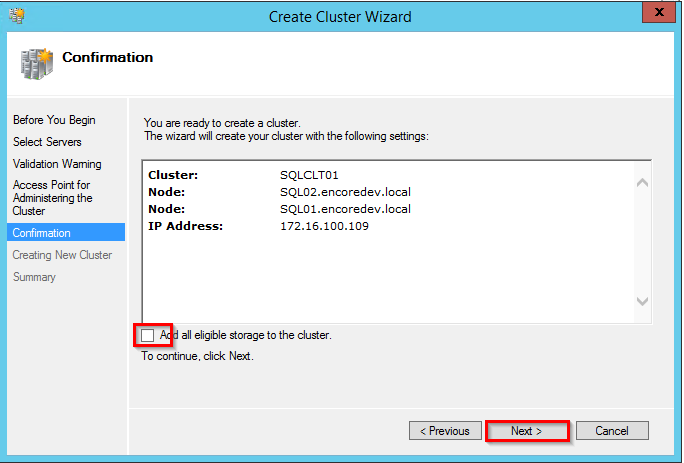 Create Cluster Wizard
X
Confirmation
Before You Begin
Select Servers
Validation Warning
Access Point for
Administering the
Cluster
Confirmation
Creating New Cluster
Summary
You are ready to create a cluster.
The wizard will create your cluster with the following settings:
Cluster: SQLCLT01
Node: SQL02.encoredev.local
Node: SQL01.encoredev.local
IP Address: 172.16.100.109
Add all eligible storage to the cluster.
To continue, click Next.
< Previous
Next >
Cancel